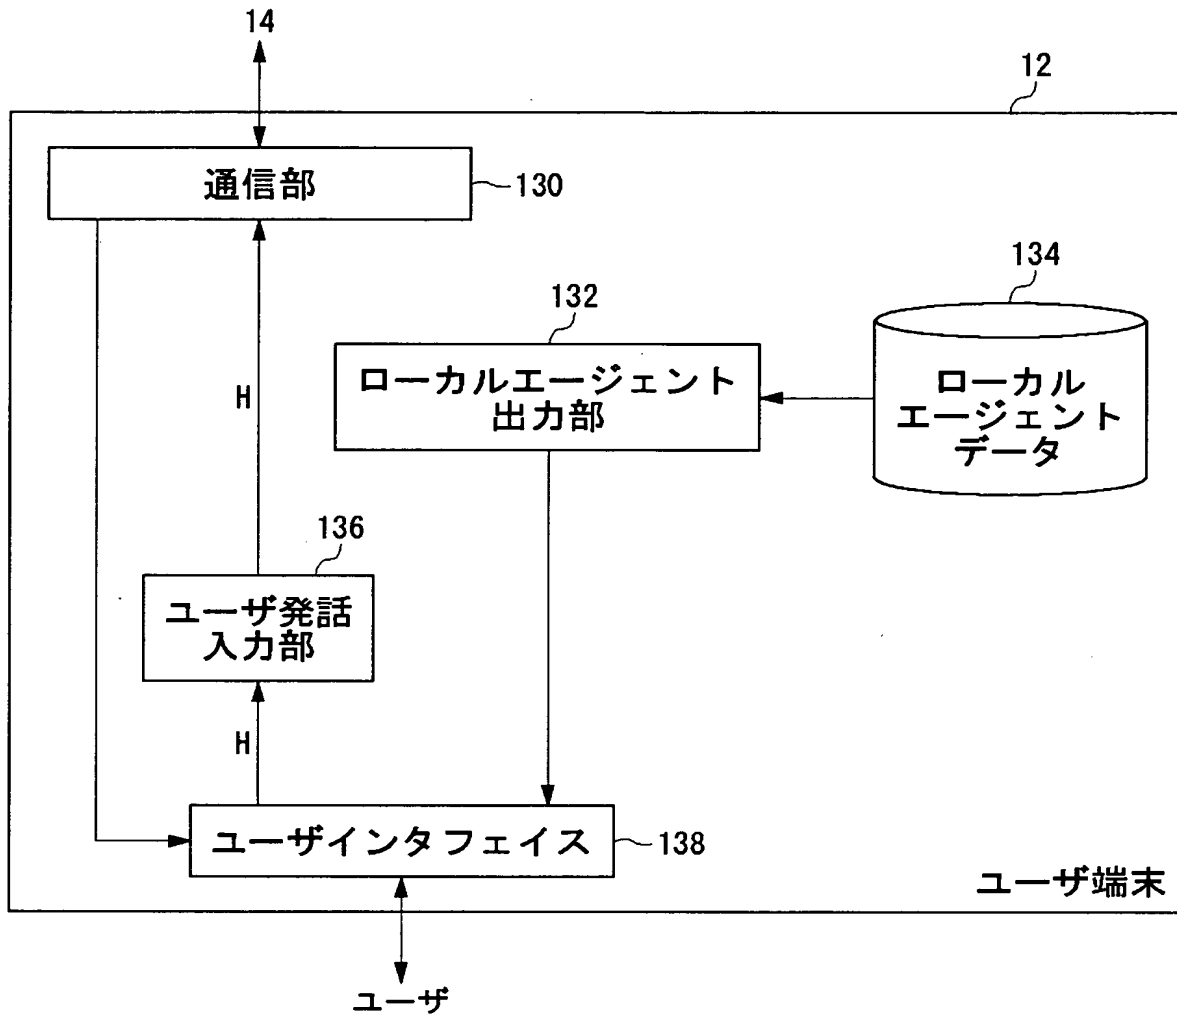 14
12
通信部
130
134
132
H
ローカルエージェント
出力部
ローカル
エージェント
データ
136
ユーザ発話
入力部
H
ユーザインタフェイス
138
ユーザ端末
ユーザ